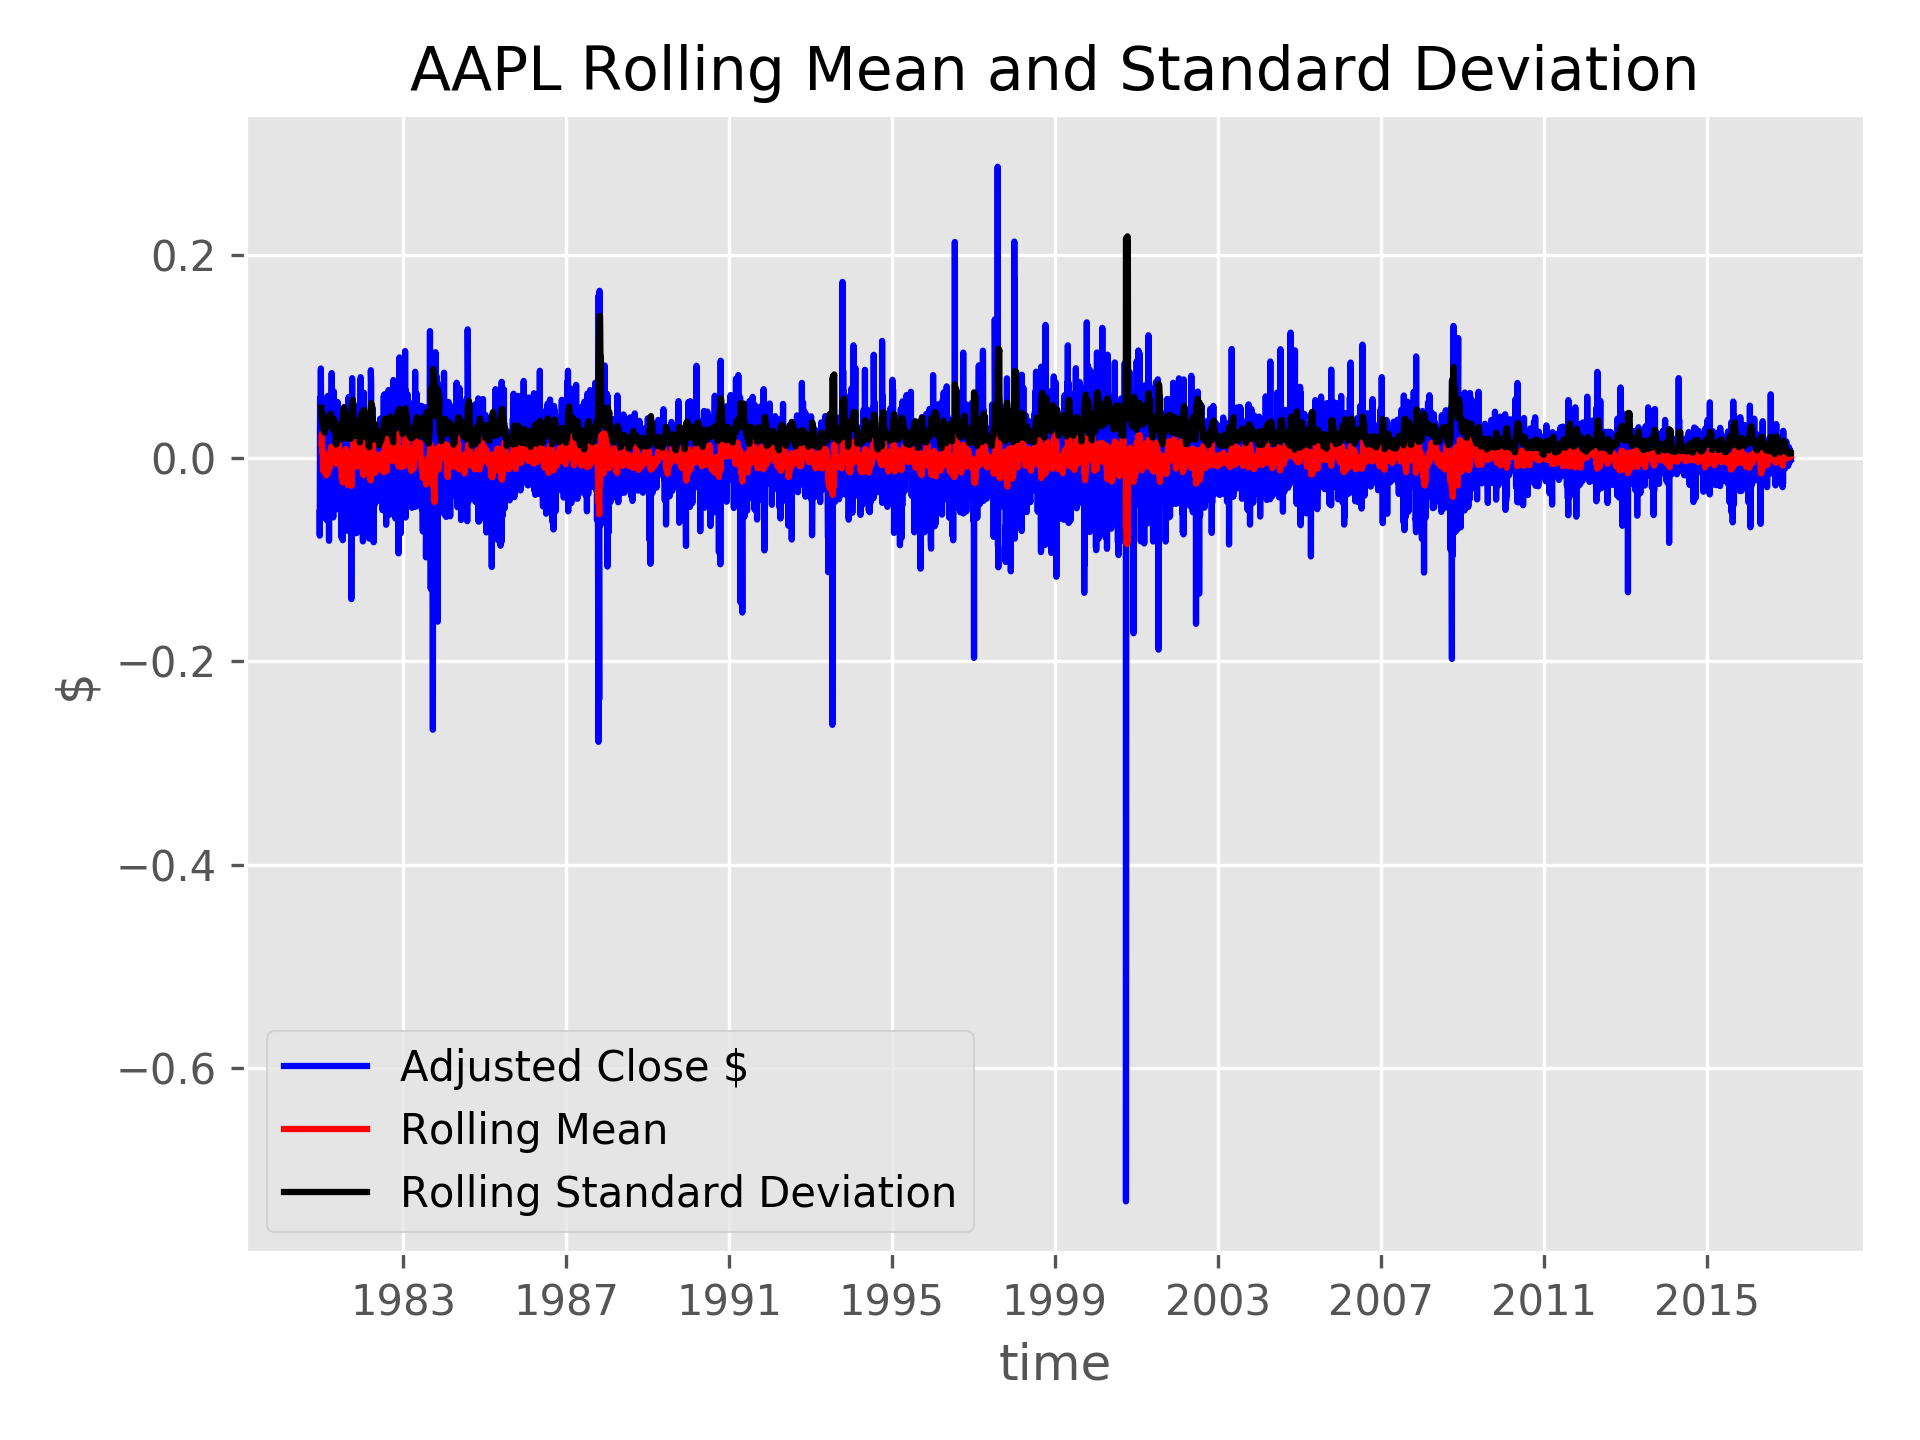 AAPL Rolling Mean and Standard Deviation
0.2
0.0
−0.2
−0.4
−0.6
$
Adjusted Close $
Rolling Mean
Rolling Standard Deviation
1983 1987 1991 1995 1999 2003 2007 2011 2015
time